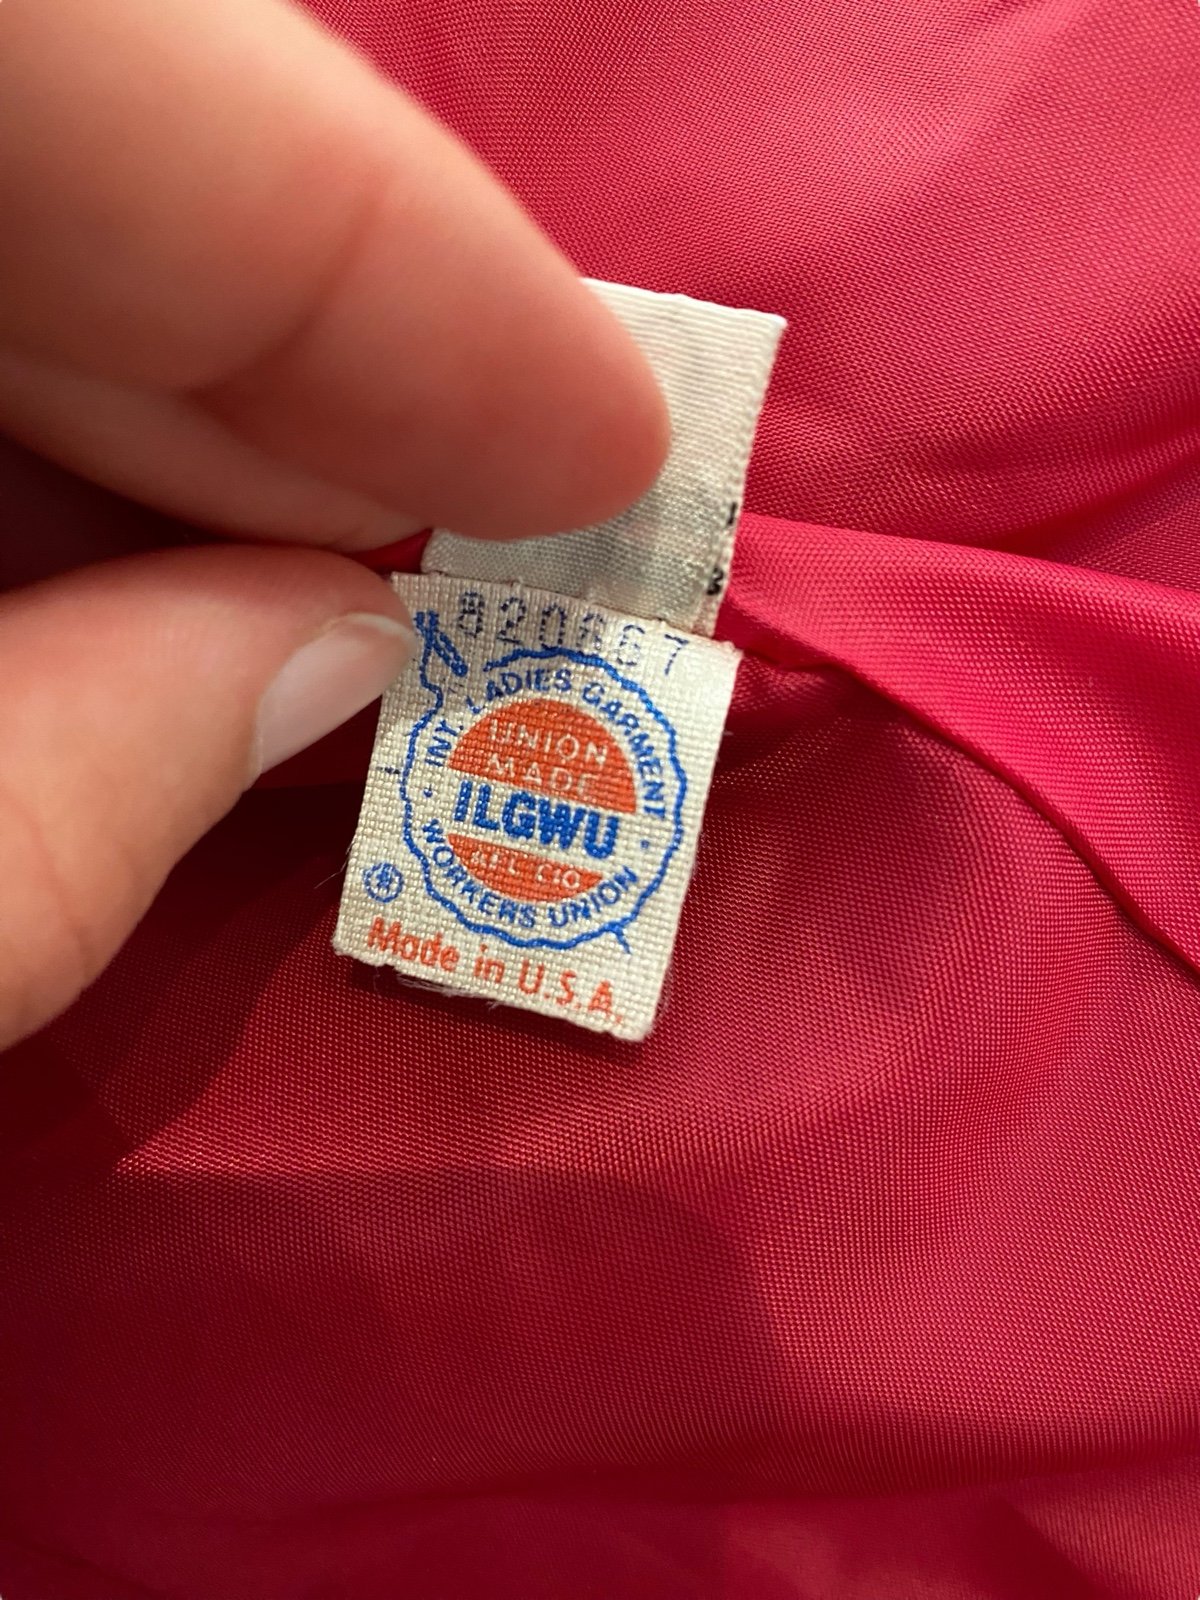 820667
INT. LADIES GARMENT
UNION
MADE
ILGWU
AFL CIO
WORKERS UNION
®
Made in U.S.A.